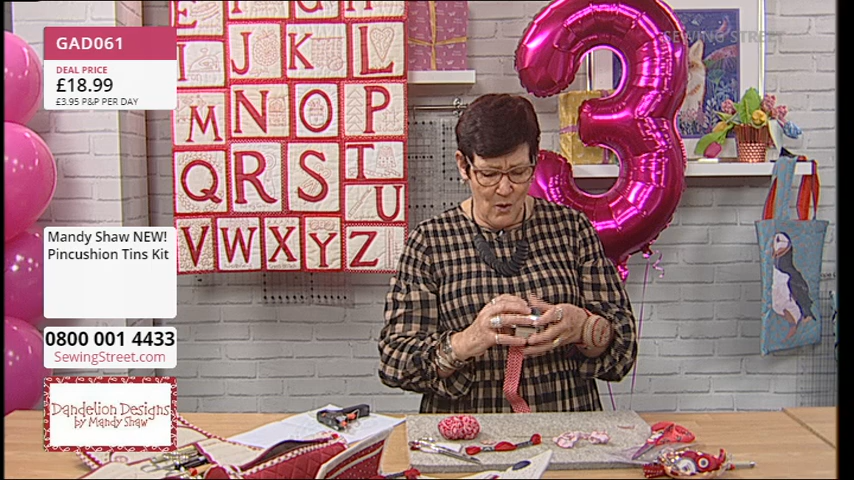 GAD061
DEAL PRICE
£18.99
£3.95 P&P PER DAY
Mandy Shaw NEW!
Pincushion Tins Kit
0800 001 4433
SewingStreet.com
Dandelion Designs
by Mandy Shaw
SEWING STREET
E
I J K L
M N O P
Q R S T U
V W X Y Z
3